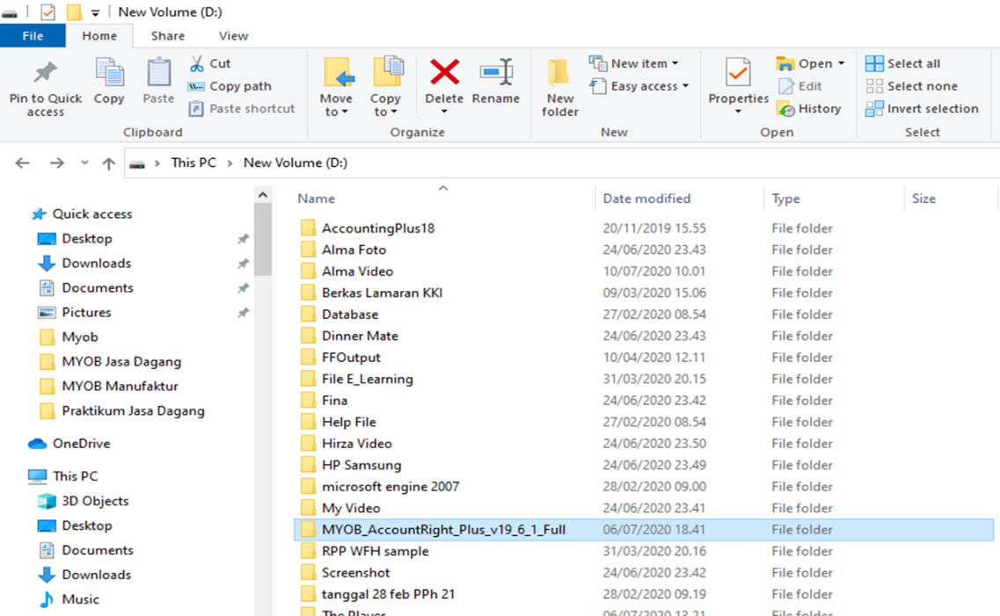 New Volume (D:)
File Home Share View
Pin to Quick access
Copy
Paste
Cut
Copy path
Paste shortcut
Clipboard
Move to
Copy to
Delete
Rename
Organize
New folder
New item
Easy access
New
Properties
Open
Edit
History
Open
Select all
Select none
Invert selection
Select
This PC > New Volume (D:)
Quick access
Desktop
Downloads
Documents
Pictures
Myob
MYOB Jasa Dagang
MYOB Manufaktur
Praktikum Jasa Dagang
OneDrive
This PC
3D Objects
Desktop
Documents
Downloads
Music
Name Date modified Type Size
AccountingPlus18 20/11/2019 15.55 File folder
Alma Foto 24/06/2020 23.43 File folder
Alma Video 10/07/2020 10.01 File folder
Berkas Lamaran KKI 09/03/2020 15.06 File folder
Database 27/02/2020 08.54 File folder
Dinner Mate 24/06/2020 23.43 File folder
FFOutput 10/04/2020 12.11 File folder
File E_Learning 31/03/2020 20.15 File folder
Fina 24/06/2020 23.42 File folder
Help File 27/02/2020 08.54 File folder
Hirza Video 24/06/2020 23.50 File folder
HP Samsung 24/06/2020 23.49 File folder
microsoft engine 2007 28/02/2020 09.00 File folder
My Video 24/06/2020 23.41 File folder
MYOB_AccountRight_Plus_v19_6_1_Full 06/07/2020 18.41 File folder
RPP WFH sample 31/03/2020 20.16 File folder
Screenshot 24/06/2020 23.42 File folder
tanggal 28 feb PPh 21 28/02/2020 09.19 File folder
The Player 06/07/2020 13.21 File folder